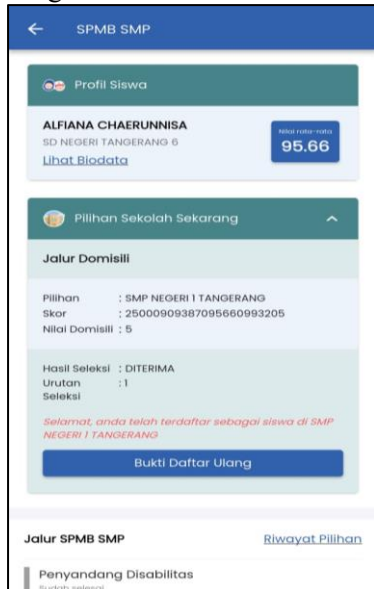 SPMB SMP
Profil Siswa
ALFIANA CHAERUNNISA
SD NEGERI TANGERANG 6
Lihat Biodata
Nilai rata-rata
95.66
Pilihan Sekolah Sekarang
Jalur Domisili
Pilihan : SMP NEGERI 1 TANGERANG
Skor : 25000909387095660993205
Nilai Domisili : 5
Hasil Seleksi : DITERIMA
Urutan : 1
Seleksi
Selamat, anda telah terdaftar sebagai siswa di SMP
NEGERI 1 TANGERANG
Bukti Daftar Ulang
Jalur SPMB SMP
Riwayat Pilihan
Penyandang Disabilitas
Sudah selesai